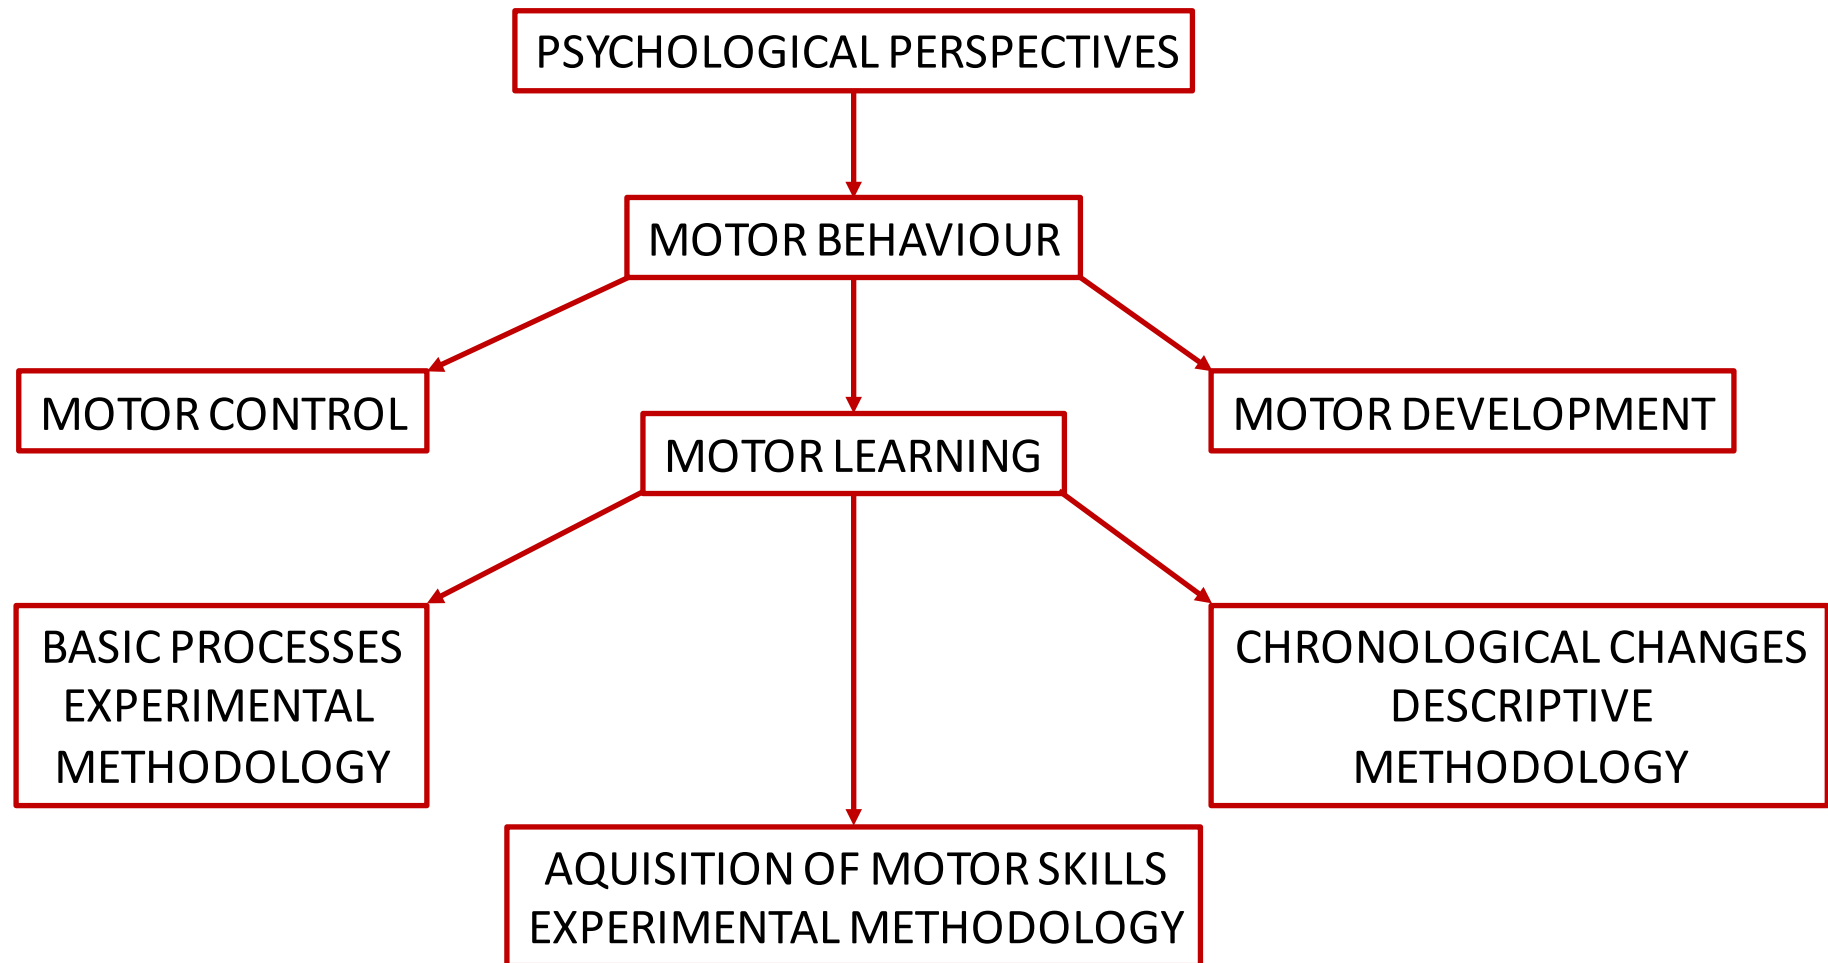 PSYCHOLOGICAL PERSPECTIVES
MOTOR BEHAVIOUR
MOTOR CONTROL
MOTOR LEARNING
MOTOR DEVELOPMENT
BASIC PROCESSES
EXPERIMENTAL
METHODOLOGY
AQUISITION OF MOTOR SKILLS
EXPERIMENTAL METHODOLOGY
CHRONOLOGICAL CHANGES
DESCRIPTIVE
METHODOLOGY